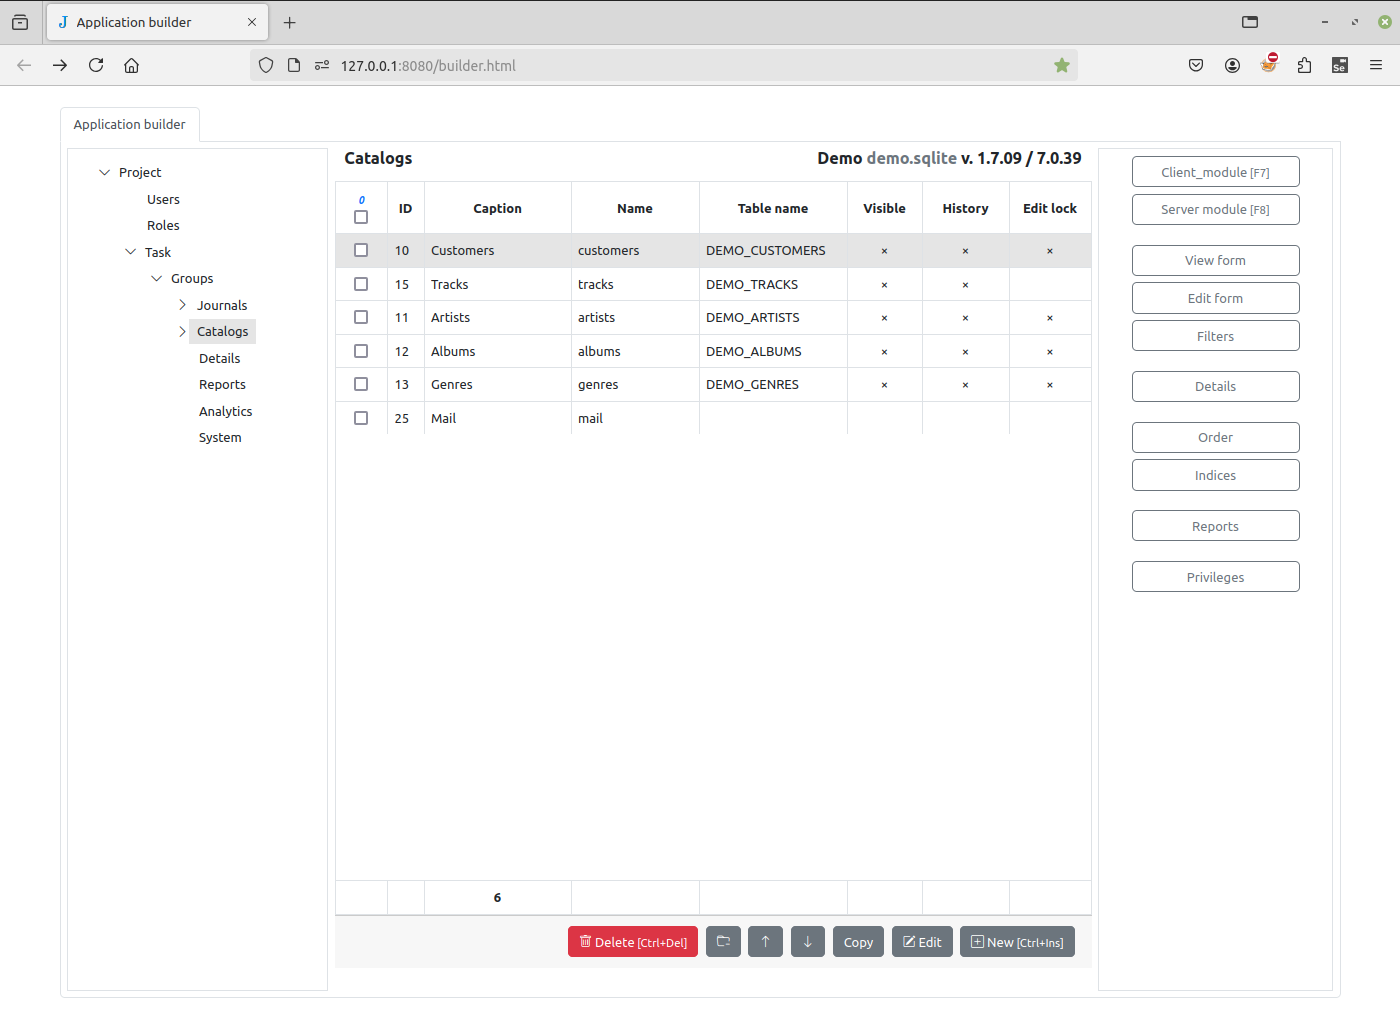 Application builder
127.0.0.1:8080/builder.html
Application builder
Project
Users
Roles
Task
Groups
Journals
Catalogs
Details
Reports
Analytics
System
Catalogs
Demo demo.sqlite v. 1.7.09 / 7.0.39
0
ID Caption Name Table name Visible History Edit lock
10 Customers customers DEMO_CUSTOMERS × × ×
15 Tracks tracks DEMO_TRACKS × ×
11 Artists artists DEMO_ARTISTS × × ×
12 Albums albums DEMO_ALBUMS × × ×
13 Genres genres DEMO_GENRES × × ×
25 Mail mail
6
Delete [Ctrl+Del] Copy Edit New [Ctrl+Ins]
Client_module [F7]
Server module [F8]
View form
Edit form
Filters
Details
Order
Indices
Reports
Privileges